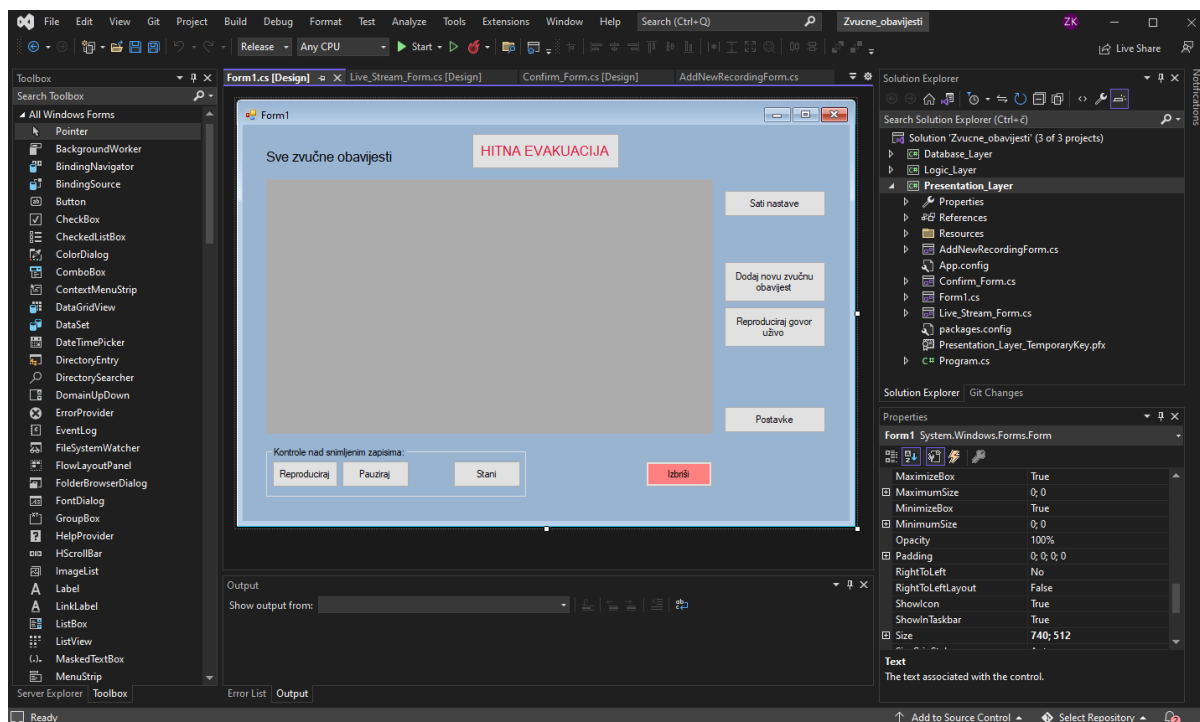 File Edit View Git Project Build Debug Format Test Analyze Tools Extensions Window Help Search (Ctrl+Q) Zvucne_obavijesti ZK
Release Any CPU Start Live Share
Toolbox
Search Toolbox
All Windows Forms
Pointer
BackgroundWorker
BindingNavigator
BindingSource
Button
CheckBox
CheckedListBox
ColorDialog
ComboBox
ContextMenuStrip
DataGridView
DataSet
DateTimePicker
DirectoryEntry
DirectorySearcher
DomainUpDown
ErrorProvider
EventLog
FileSystemWatcher
FlowLayoutPanel
FolderBrowserDialog
FontDialog
GroupBox
HelpProvider
HScrollBar
ImageList
Label
LinkLabel
ListBox
ListView
MaskedTextBox
MenuStrip
Server Explorer Toolbox
Form1.cs [Design] Live_Stream_Form.cs [Design] Confirm_Form.cs [Design] AddNewRecordingForm.cs
Form1
Sve zvučne obavijesti
HITNA EVAKUACIJA
Sati nastave
Dodaj novu zvučnu
obavijest
Reproduciraj govor
uživo
Postavke
Kontrole nad snimljenim zapisima:
Reproduciraj Pauziraj Stani
Izbriši
Output
Show output from:
Error List Output
Solution Explorer
Search Solution Explorer (Ctrl+č)
Solution 'Zvucne_obavijesti' (3 of 3 projects)
Database_Layer
Logic_Layer
Presentation_Layer
Properties
References
Resources
AddNewRecordingForm.cs
App.config
Confirm_Form.cs
Form1.cs
Live_Stream_Form.cs
packages.config
Presentation_Layer_TemporaryKey.pfx
C# Program.cs
Solution Explorer Git Changes
Properties
Form1 System.Windows.Forms.Form
MaximizeBox True
MaximumSize 0; 0
MinimizeBox True
MinimumSize 0; 0
Opacity 100%
Padding 0; 0; 0; 0
RightToLeft No
RightToLeftLayout False
ShowIcon True
ShowInTaskbar True
Size 740; 512
Text
The text associated with the control.
Notifications
Ready
Add to Source Control Select Repository 2